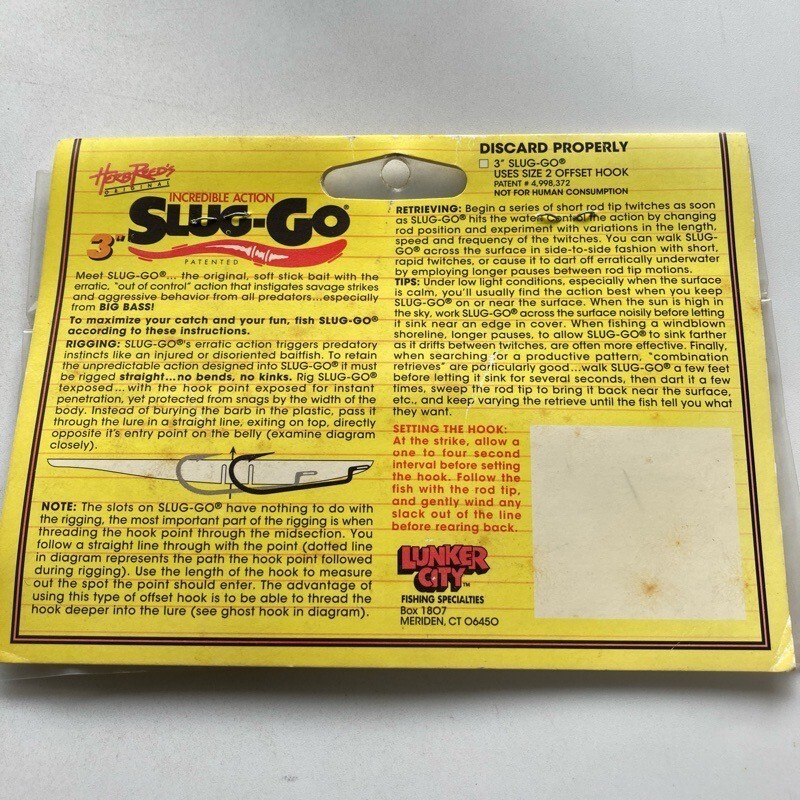 Herb Reed's
ORIGINAL
INCREDIBLE ACTION
3" SLUG-GO®
PATENTED
Meet SLUG-GO®... the original, soft stick bait with the
erratic, "out of control" action that instigates savage strikes
and aggressive behavior from all predators...especially
from BIG BASS!
To maximize your catch and your fun, fish SLUG-GO®
according to these instructions.
RIGGING: SLUG-GO®'s erratic action triggers predatory
instincts like an injured or disoriented baitfish. To retain
the unpredictable action designed into SLUG-GO® it must
be rigged straight...no bends, no kinks. Rig SLUG-GO®
texposed...with the hook point exposed for instant
penetration, yet protected from snags by the width of the
body. Instead of burying the barb in the plastic, pass it
through the lure in a straight line, exiting on top, directly
opposite it's entry point on the belly (examine diagram
closely).
NOTE: The slots on SLUG-GO® have nothing to do with
the rigging, the most important part of the rigging is when
threading the hook point through the midsection. You
follow a straight line through with the point (dotted line
in diagram represents the path the hook point followed
during rigging). Use the length of the hook to measure
out the spot the point should enter. The advantage of
using this type of offset hook is to be able to thread the
hook deeper into the lure (see ghost hook in diagram).
DISCARD PROPERLY
3" SLUG-GO®
USES SIZE 2 OFFSET HOOK
PATENT # 4,998,372
NOT FOR HUMAN CONSUMPTION
RETRIEVING: Begin a series of short rod tip twitches as soon
as SLUG-GO® hits the water. Control the action by changing
rod position and experiment with variations in the length,
speed and frequency of the twitches. You can walk SLUG-
GO® across the surface in side-to-side fashion with short,
rapid twitches, or cause it to dart off erratically underwater
by employing longer pauses between rod tip motions.
TIPS: Under low light conditions, especially when the surface
is calm, you'll usually find the action best when you keep
SLUG-GO® on or near the surface. When the sun is high in
the sky, work SLUG-GO® across the surface noisily before letting
it sink near an edge in cover. When fishing a windblown
shoreline, longer pauses, to allow SLUG-GO® to sink farther
as it drifts between twitches, are often more effective. Finally,
when searching for a productive pattern, "combination
retrieves" are particularly good...walk SLUG-GO® a few feet
before letting it sink for several seconds, then dart it a few
times, sweep the rod tip to bring it back near the surface,
etc., and keep varying the retrieve until the fish tell you what
they want.
SETTING THE HOOK:
At the strike, allow a
one to four second
interval before setting
the hook. Follow the
fish with the rod tip,
and gently wind any
slack out of the line
before rearing back.
LUNKER
CITY™
FISHING SPECIALTIES
Box 1807
MERIDEN, CT 06450